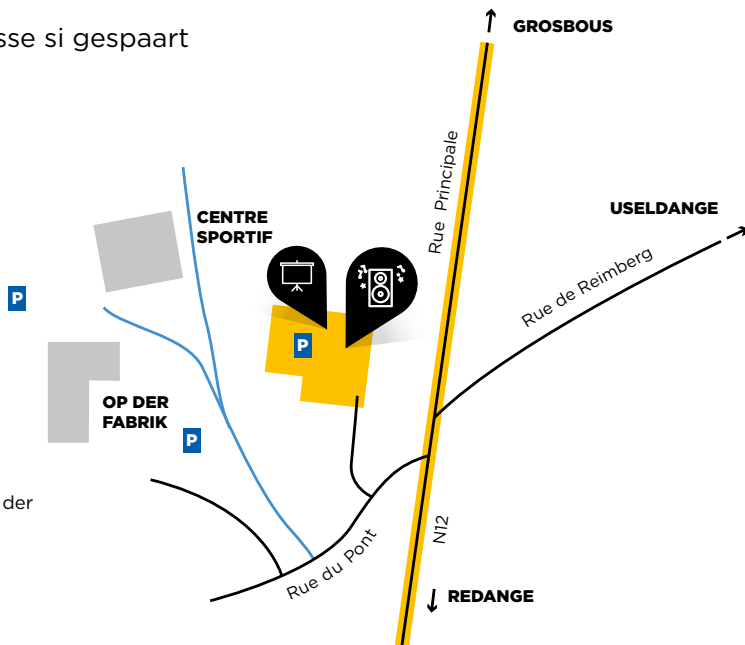 sse si gespaart
GROSBOUS
Rue Principale
USELDANGE
CENTRE
SPORTIF
Rue de Reimberg
P
P
OP DER
FABRIK
P
der
N12
Rue du Pont
REDANGE